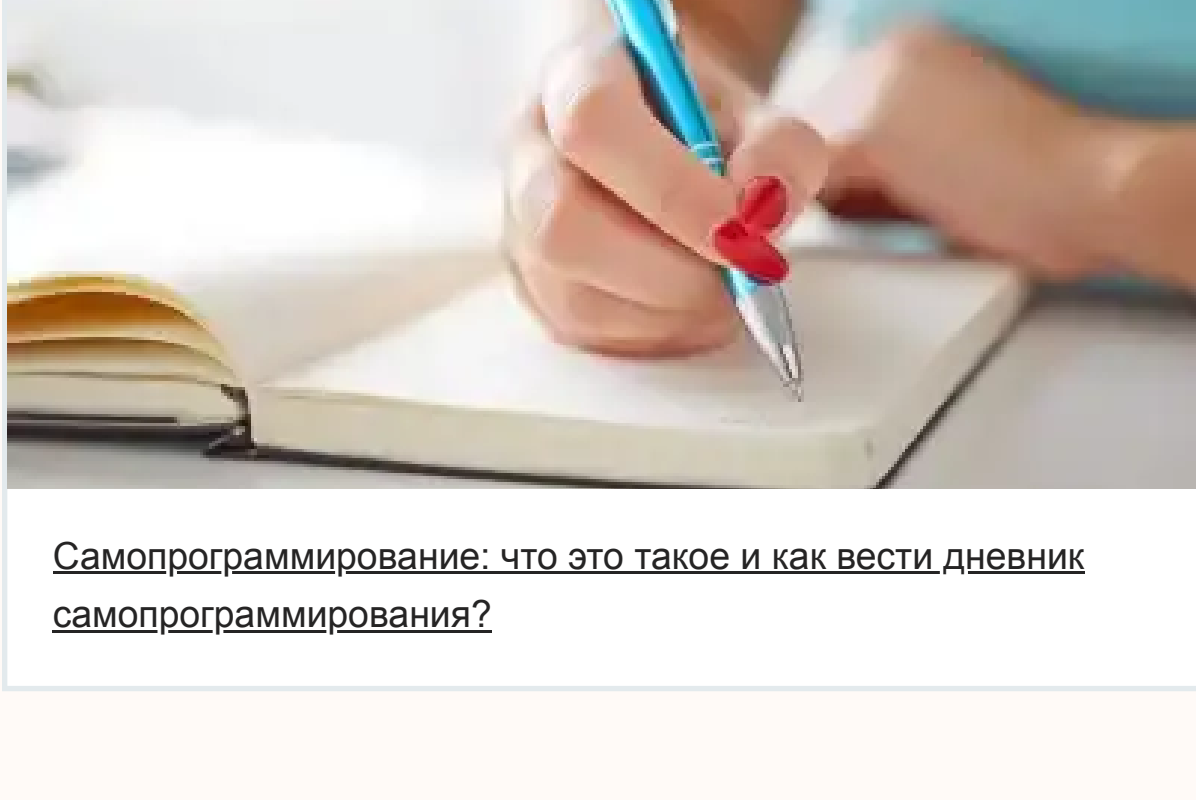 Самопрограммирование: что это такое и как вести дневник
самопрограммирования?